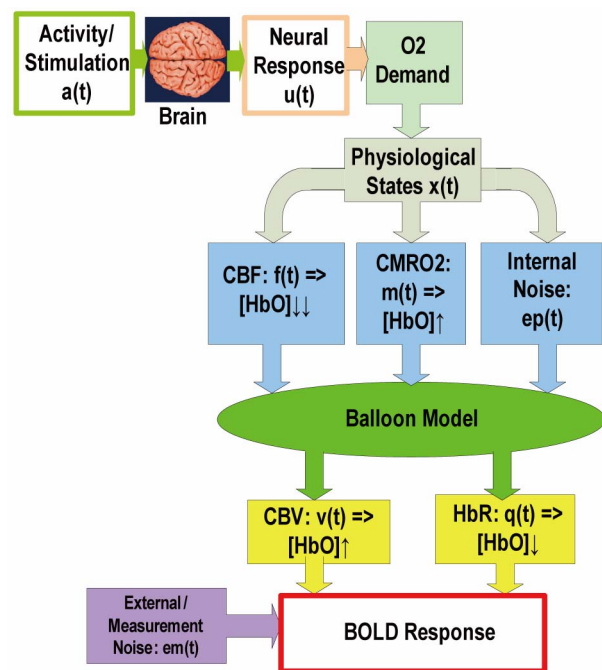 Activity/
Stimulation
a(t)
Brain
Neural
Response
u(t)
O2
Demand
Physiological
States x(t)
CBF: f(t) =>
[HbO]↓↓
CMRO2:
m(t) =>
[HbO]↑
Internal
Noise:
ep(t)
Balloon Model
CBV: v(t) =>
[HbO]↑
HbR: q(t) =>
[HbO]↓
External/
Measurement
Noise: em(t)
BOLD Response